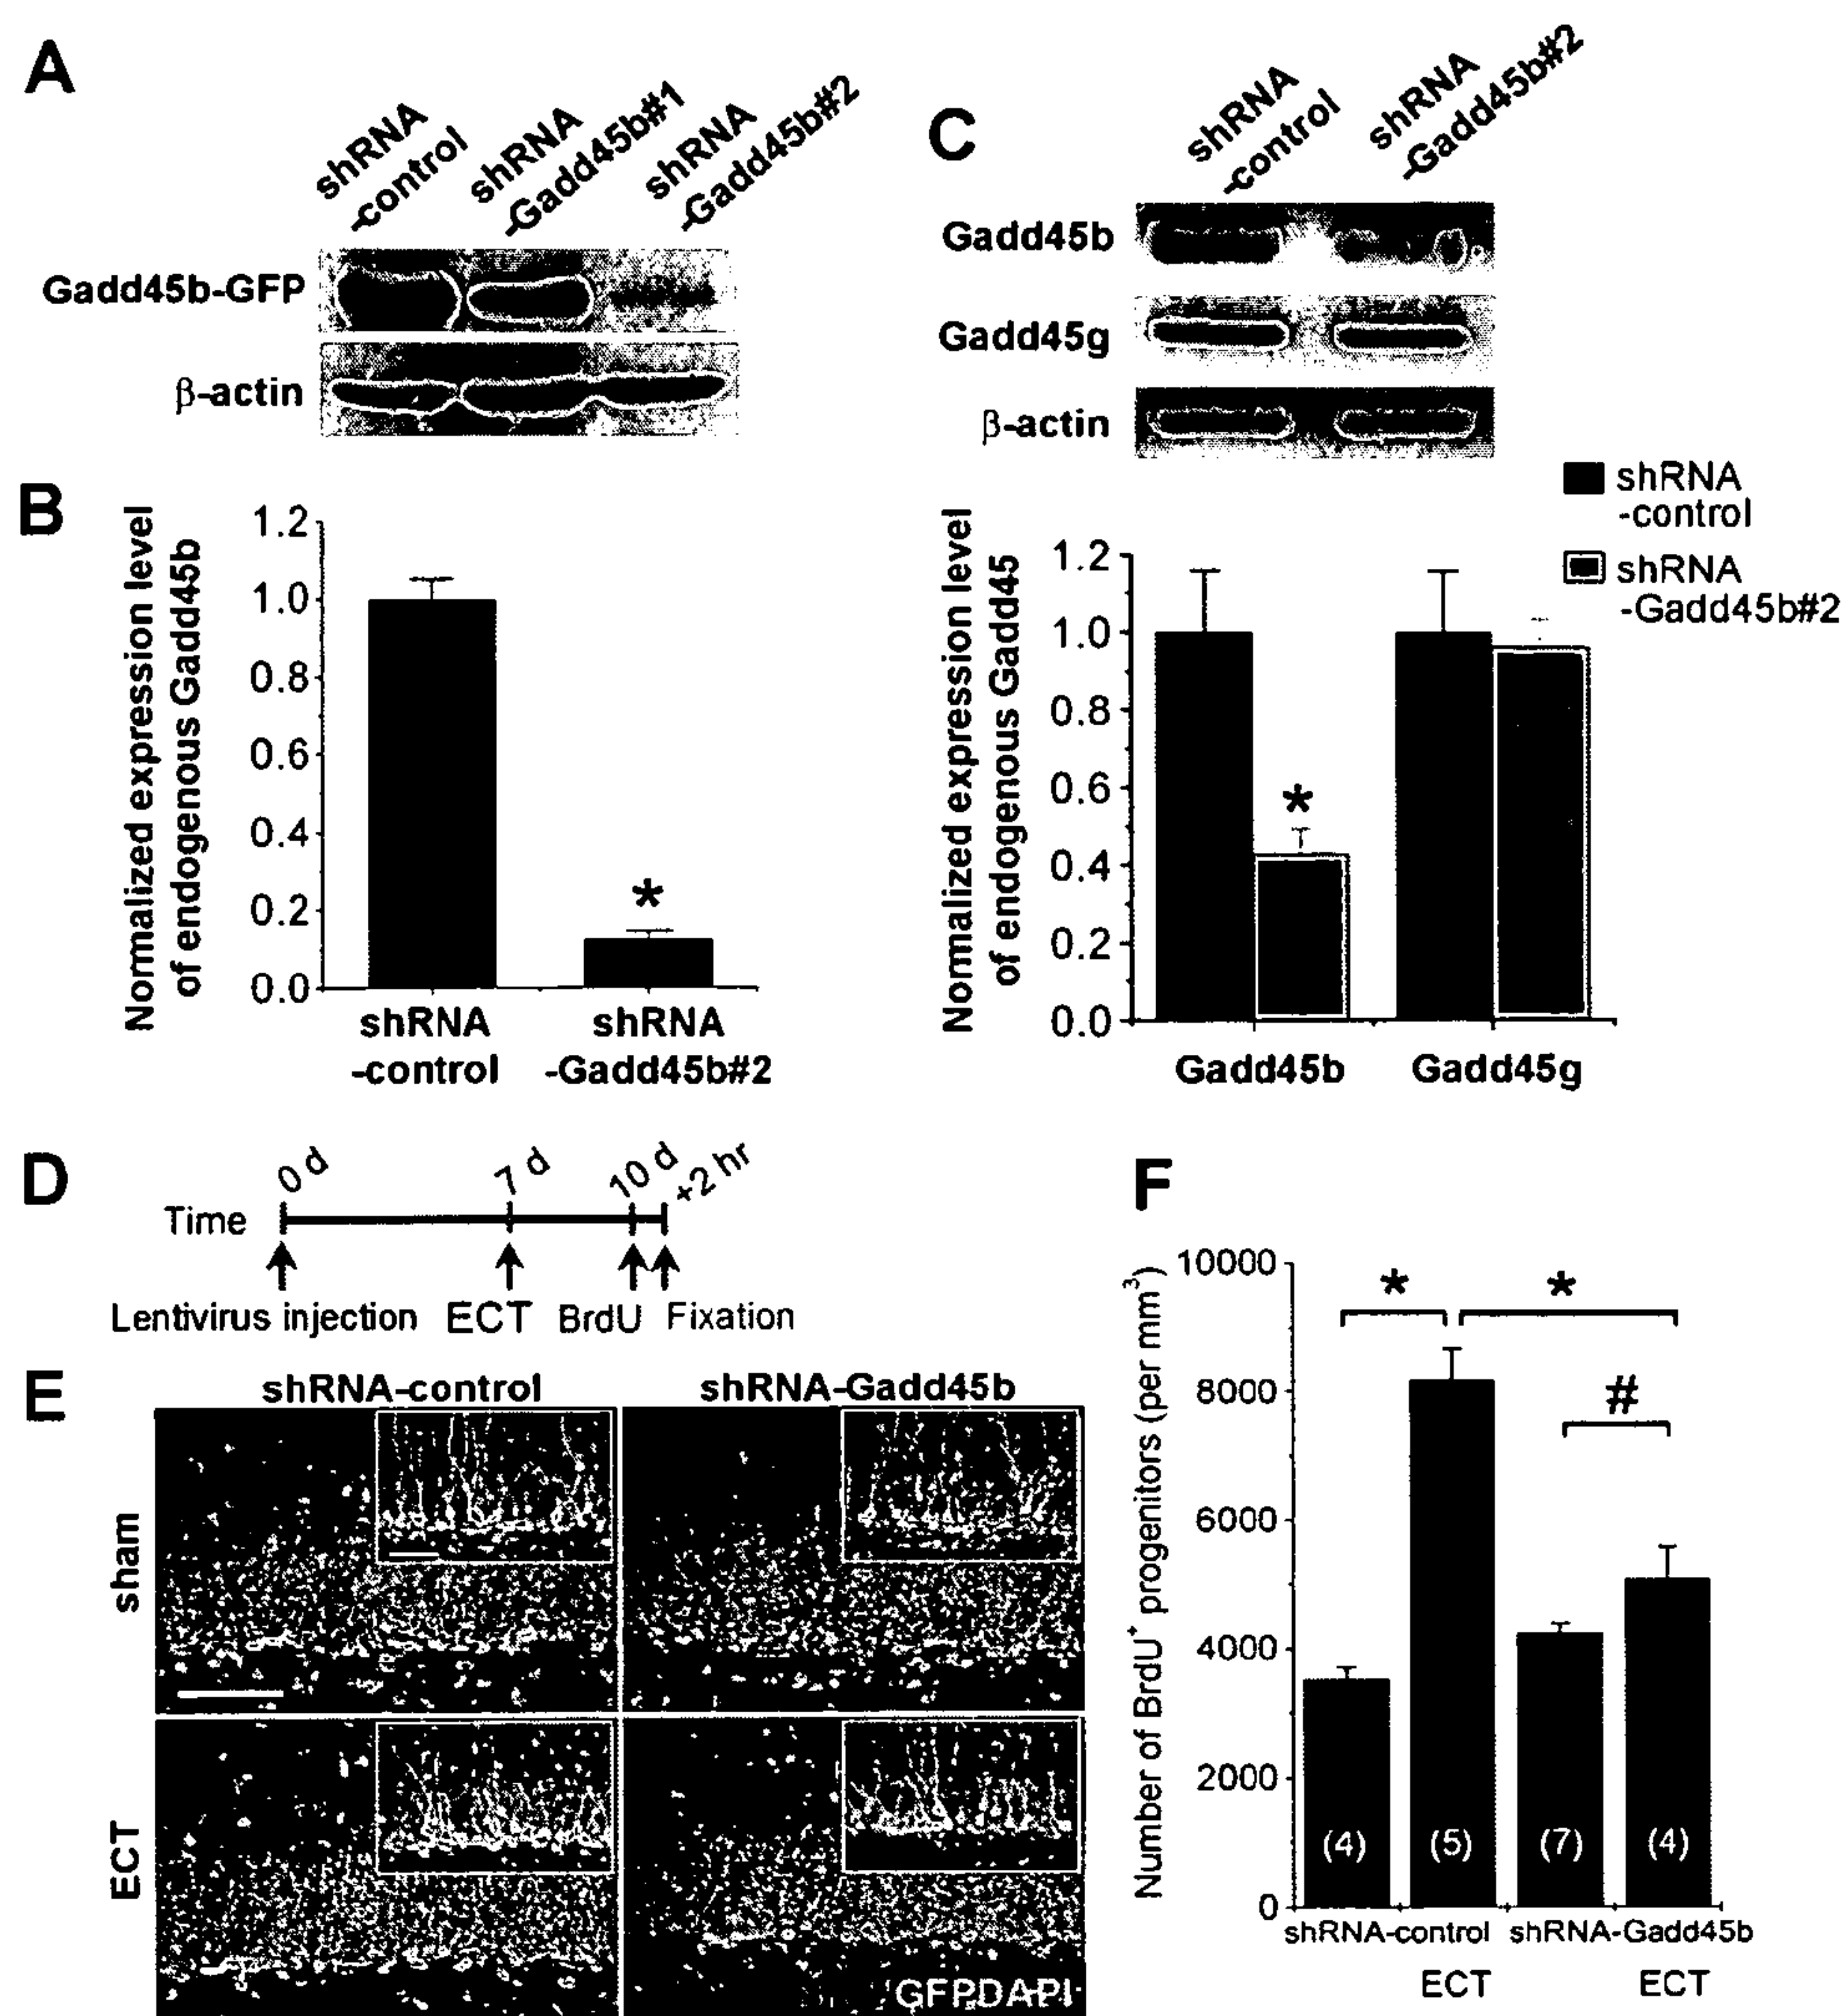 A
shRNA
-control
shRNA
-Gadd45b#1
shRNA
-Gadd45b#2
Gadd45b-GFP
β-actin
C
shRNA
-control
shRNA
-Gadd45b#2
Gadd45b
Gadd45g
β-actin
B
Normalized expression level
of endogenous Gadd45b
1.2
1.0
0.8
0.6
0.4
0.2
0.0
*
shRNA
-control
shRNA
-Gadd45b#2
shRNA
-control
shRNA
-Gadd45b#2
Normalized expression level
of endogenous Gadd45
1.2
1.0
0.8
0.6
0.4
0.2
0.0
*
Gadd45b
Gadd45g
D
Time
0 d
7 d
10 d
+2 hr
Lentivirus injection
ECT
BrdU
Fixation
E
shRNA-control
shRNA-Gadd45b
sham
ECT
GFPDAPI
F
Number of BrdU⁺ progenitors (per mm³)
10000
8000
6000
4000
2000
0
*
*
#
(4)
(5)
(7)
(4)
shRNA-control
shRNA-Gadd45b
ECT
ECT